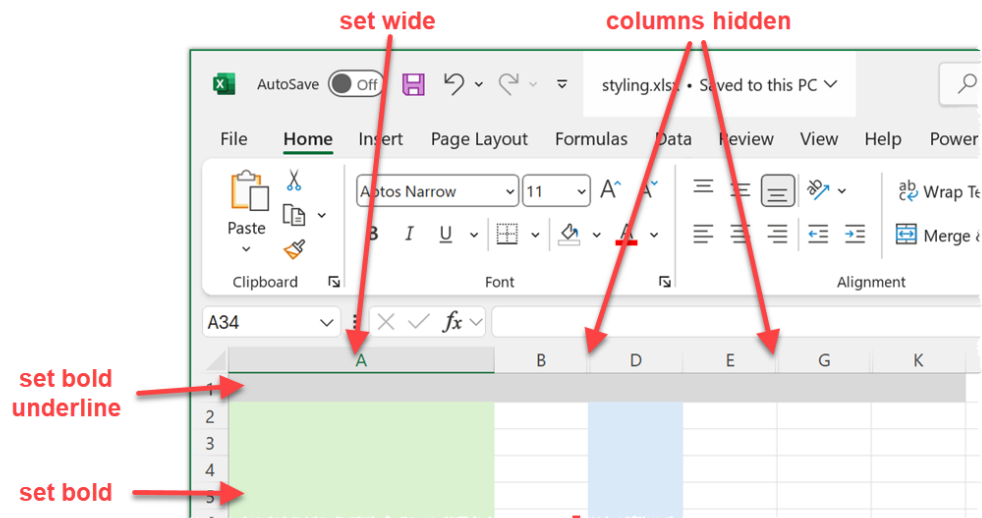 set wide
columns hidden
AutoSave Off
styling.xlsx • Saved to this PC
File Home Insert Page Layout Formulas Data Review View Help Power
Paste
Aptos Narrow 11
B I U A
Wrap Te
Merge &
Clipboard Font Alignment
A34 fx
A B D E G K
set bold
underline
1
2
3
4
set bold
5